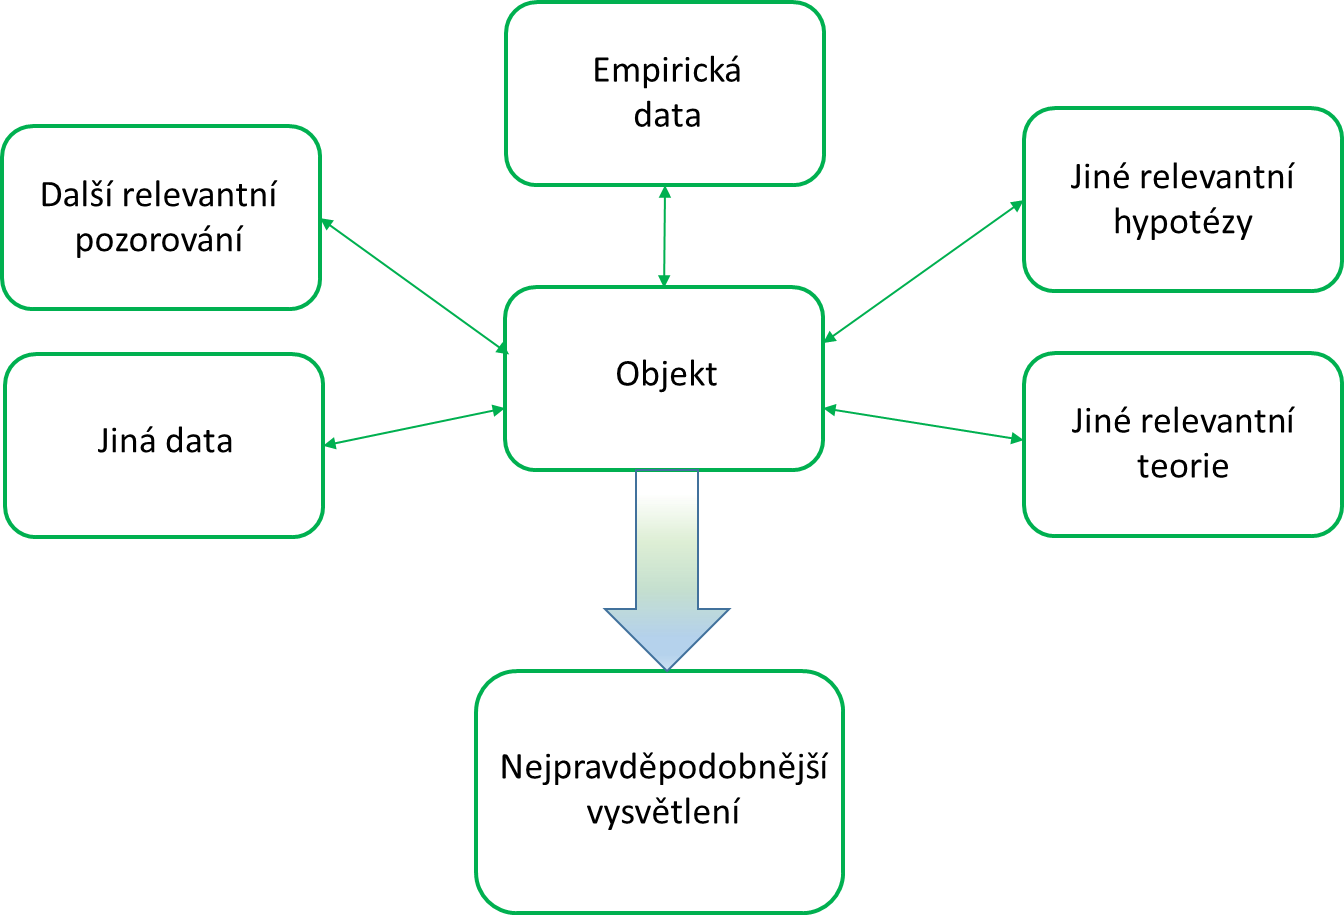 Empirická
data
Další relevantní
pozorování
Jiné relevantní
hypotézy
Objekt
Jiná data
Jiné relevantní
teorie
Nejpravděpodobnější
vysvětlení